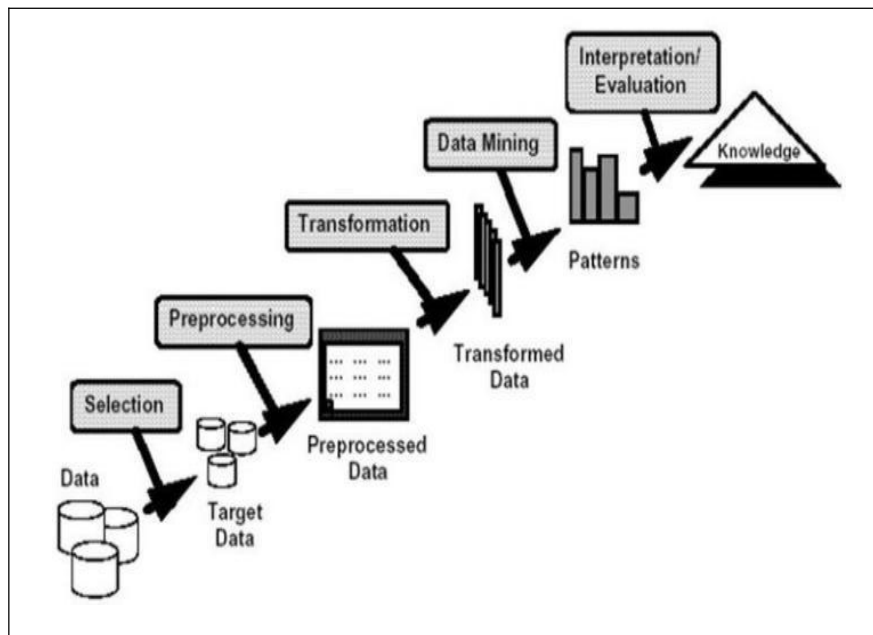 Interpretation/
Evaluation
Knowledge
Data Mining
Patterns
Transformation
Transformed
Data
Preprocessing
Preprocessed
Data
Selection
Target
Data
Data